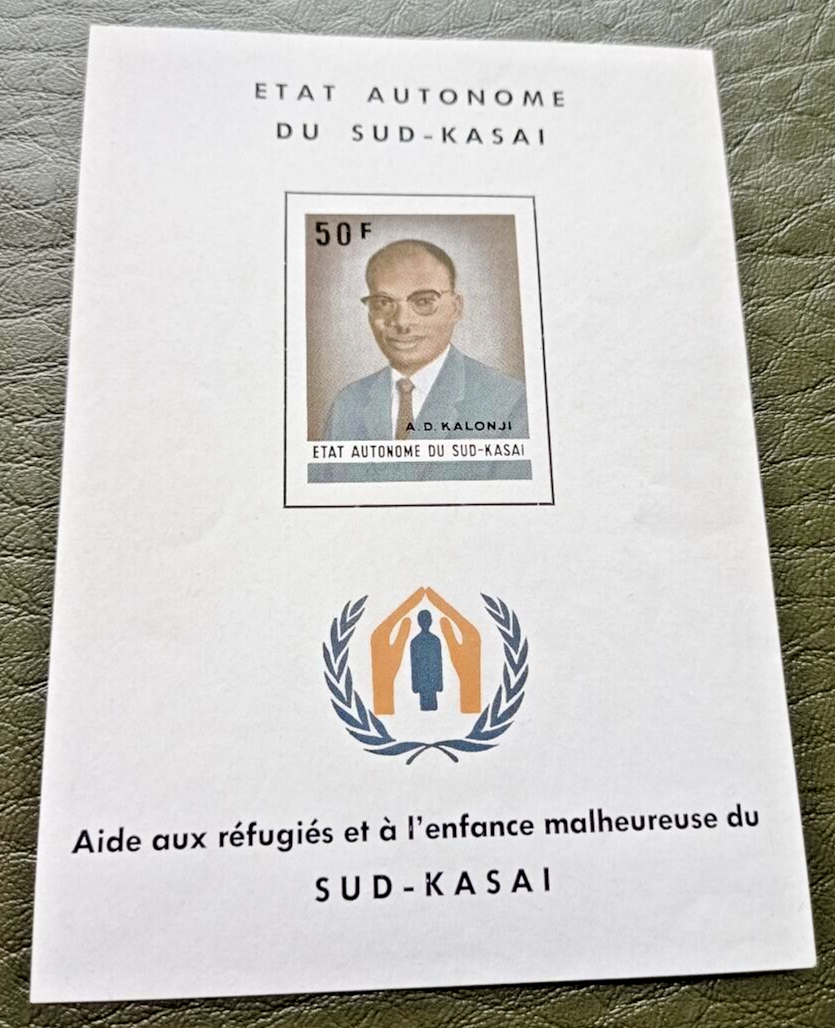 ETAT AUTONOME
DU SUD-KASAI
50F
A.D. KALONJI
ETAT AUTONOME DU SUD-KASAI
Aide aux réfugiés et à l'enfance malheureuse du
SUD-KASAI